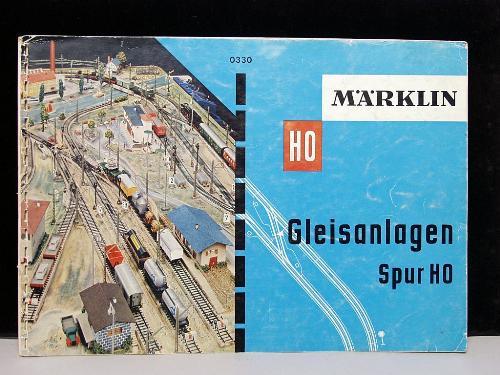 0330
MÄRKLIN
HO
Gleisanlagen
Spur HO